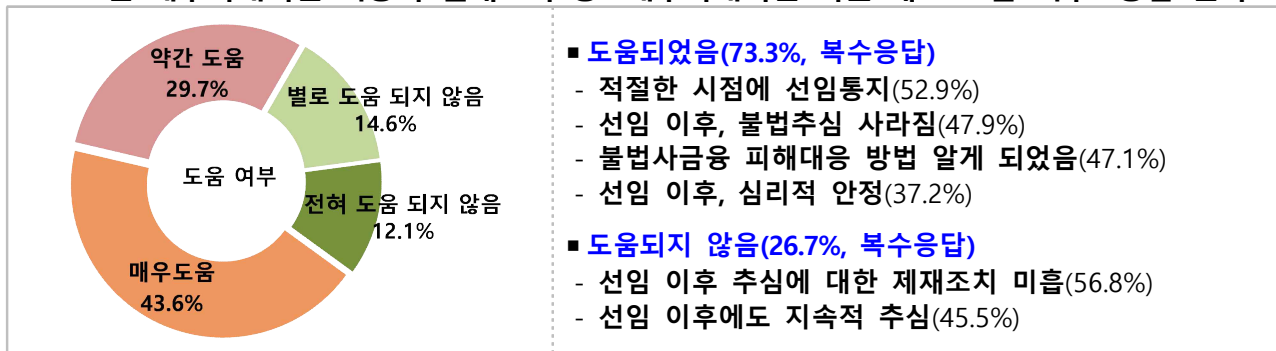 약간 도움
29.7%
별로 도움 되지 않음
14.6%
도움 여부
전혀 도움 되지 않음
12.1%
매우도움
43.6%
▪ 도움되었음(73.3%, 복수응답)
- 적절한 시점에 선임통지(52.9%)
- 선임 이후, 불법추심 사라짐(47.9%)
- 불법사금융 피해대응 방법 알게 되었음(47.1%)
- 선임 이후, 심리적 안정(37.2%)
▪ 도움되지 않음(26.7%, 복수응답)
- 선임 이후 추심에 대한 제재조치 미흡(56.8%)
- 선임 이후에도 지속적 추심(45.5%)